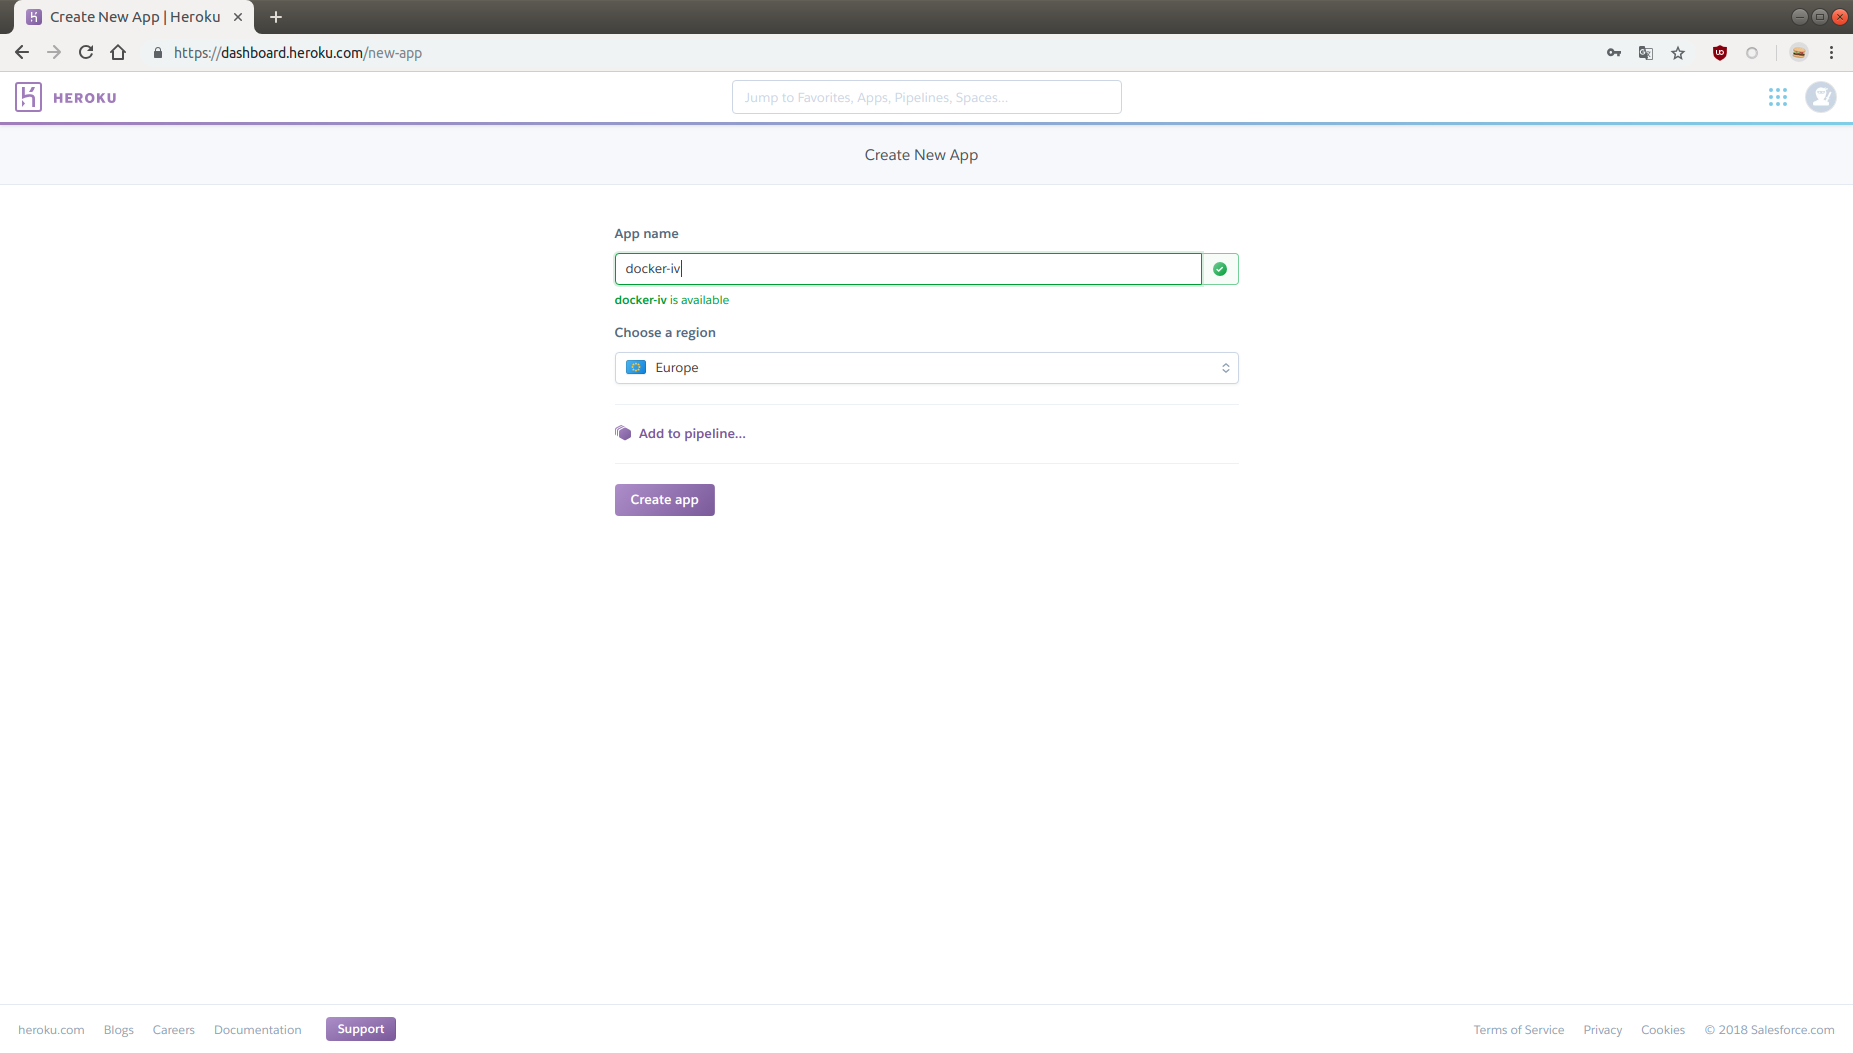 Create New App | Heroku
https://dashboard.heroku.com/new-app
HEROKU
Jump to Favorites, Apps, Pipelines, Spaces...
Create New App
App name
docker-iv
docker-iv is available
Choose a region
Europe
Add to pipeline...
Create app
heroku.com Blogs Careers Documentation Support Terms of Service Privacy Cookies © 2018 Salesforce.com